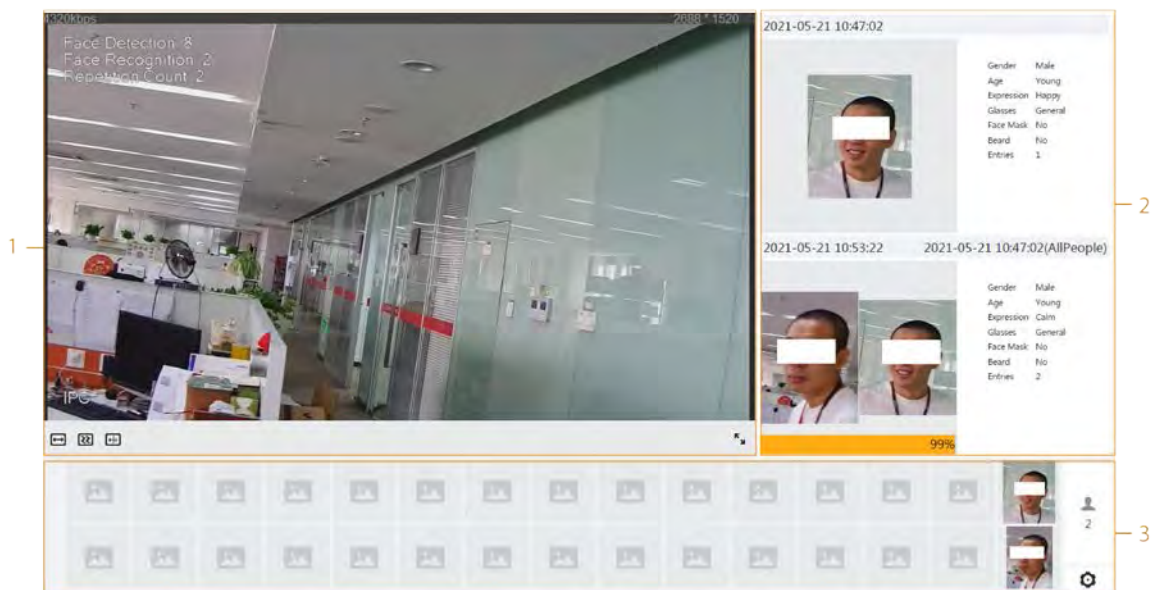 4320kbps
2688 * 1520
Face Detection 8
Face Recognition 2
Repetition Count 2
IPC
1
2021-05-21 10:47:02
Gender Male
Age Young
Expression Happy
Glasses General
Face Mask No
Beard No
Entries 1
2
2021-05-21 10:53:22 2021-05-21 10:47:02(AllPeople)
Gender Male
Age Young
Expression Calm
Glasses General
Face Mask No
Beard No
Entries 2
99%
2
3